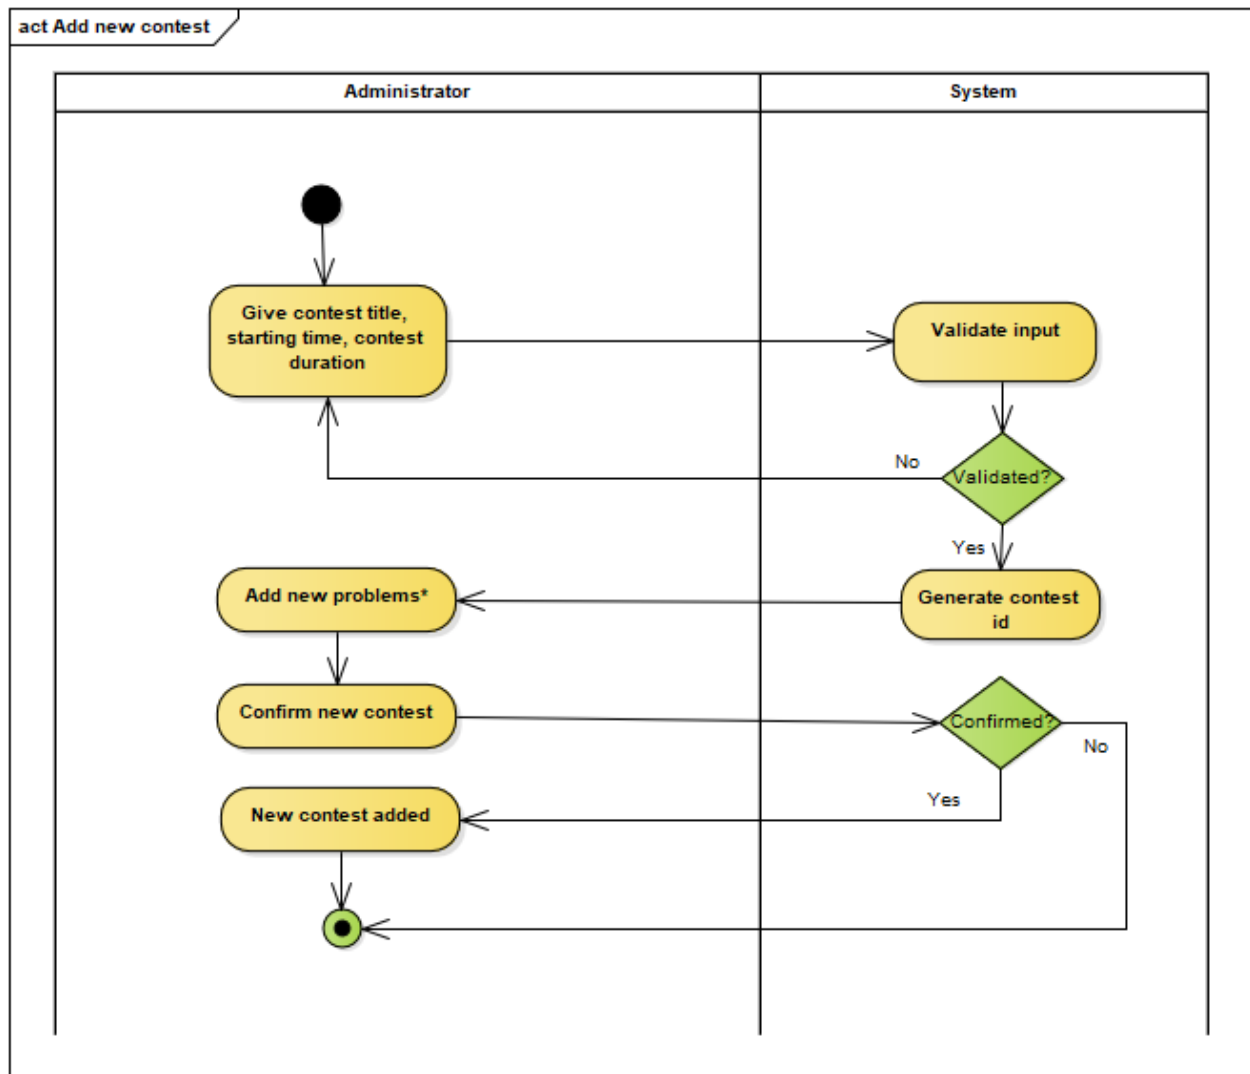 act Add new contest
Administrator
System
Give contest title,
starting time, contest
duration
Validate input
No
Validated?
Yes
Add new problems*
Generate contest
id
Confirm new contest
Confirmed?
No
Yes
New contest added